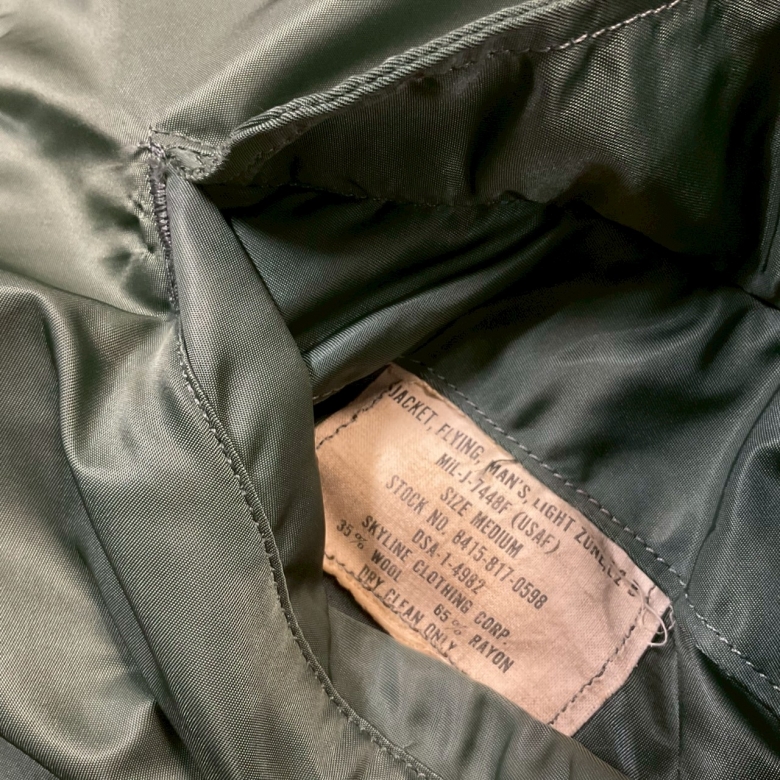 JACKET, FLYING, MAN'S, LIGHT ZONE,LZ-2
MIL-J-7448F (USAF)
SIZE MEDIUM
STOCK NO. 8415-817-0598
DSA-1-4982
SKYLINE CLOTHING CORP.
35% WOOL 65% RAYON
DRY CLEAN ONLY